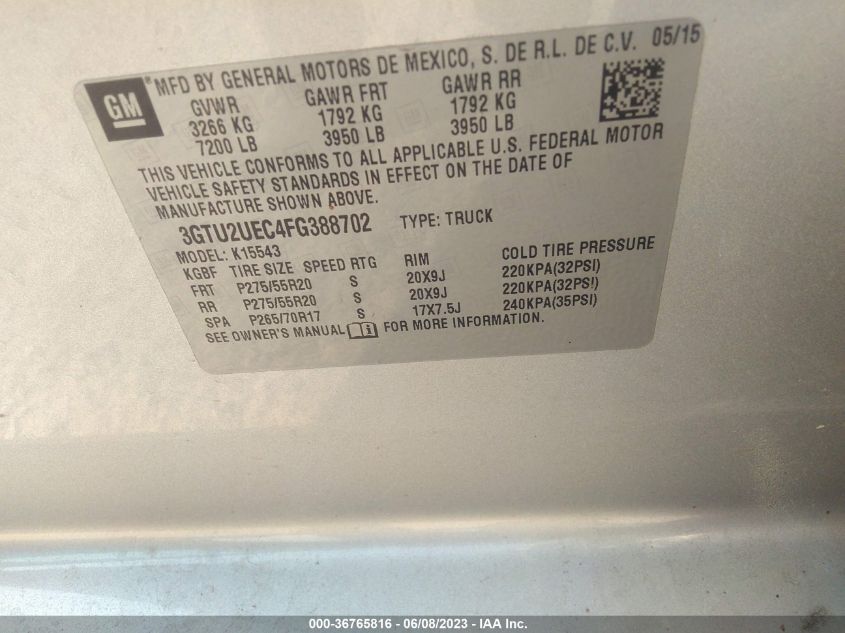 GM
® MFD BY GENERAL MOTORS DE MEXICO, S. DE R.L. DE C.V. 05/15
GVWR GAWR FRT GAWR RR
3266 KG 1792 KG 1792 KG
7200 LB 3950 LB 3950 LB
THIS VEHICLE CONFORMS TO ALL APPLICABLE U.S. FEDERAL MOTOR
VEHICLE SAFETY STANDARDS IN EFFECT ON THE DATE OF
MANUFACTURE SHOWN ABOVE.
3GTU2UEC4FG388702 TYPE: TRUCK
MODEL: K15543
KGBF TIRE SIZE SPEED RTG RIM COLD TIRE PRESSURE
FRT P275/55R20 S 20X9J 220KPA(32PSI)
RR P275/55R20 S 20X9J 220KPA(32PSI)
SPA P265/70R17 S 17X7.5J 240KPA(35PSI)
SEE OWNER'S MANUAL i FOR MORE INFORMATION.
000-36765816 - 06/08/2023 - IAA Inc.